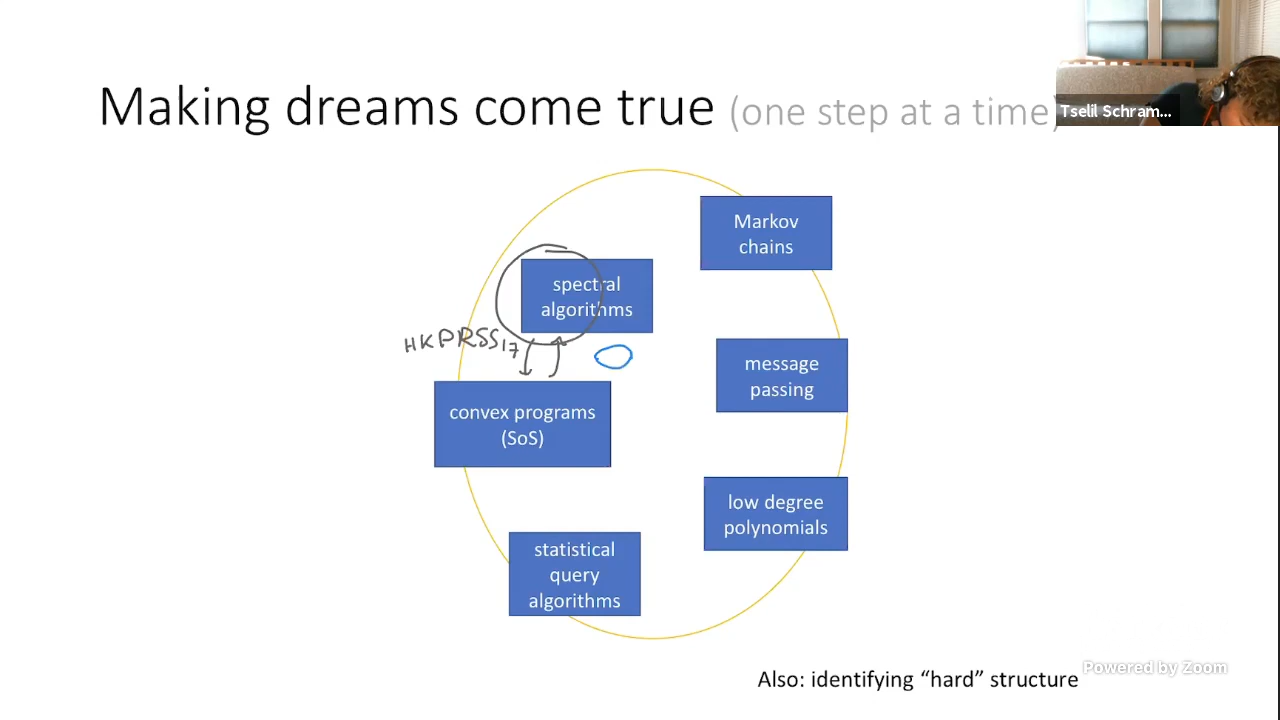 Making dreams come true (one step at a time)
Tselil Schram...
Markov
chains
spectral
algorithms
HKPRSS17
message
passing
convex programs
(SoS)
low degree
polynomials
statistical
query
algorithms
Also: identifying “hard” structure
Powered by Zoom